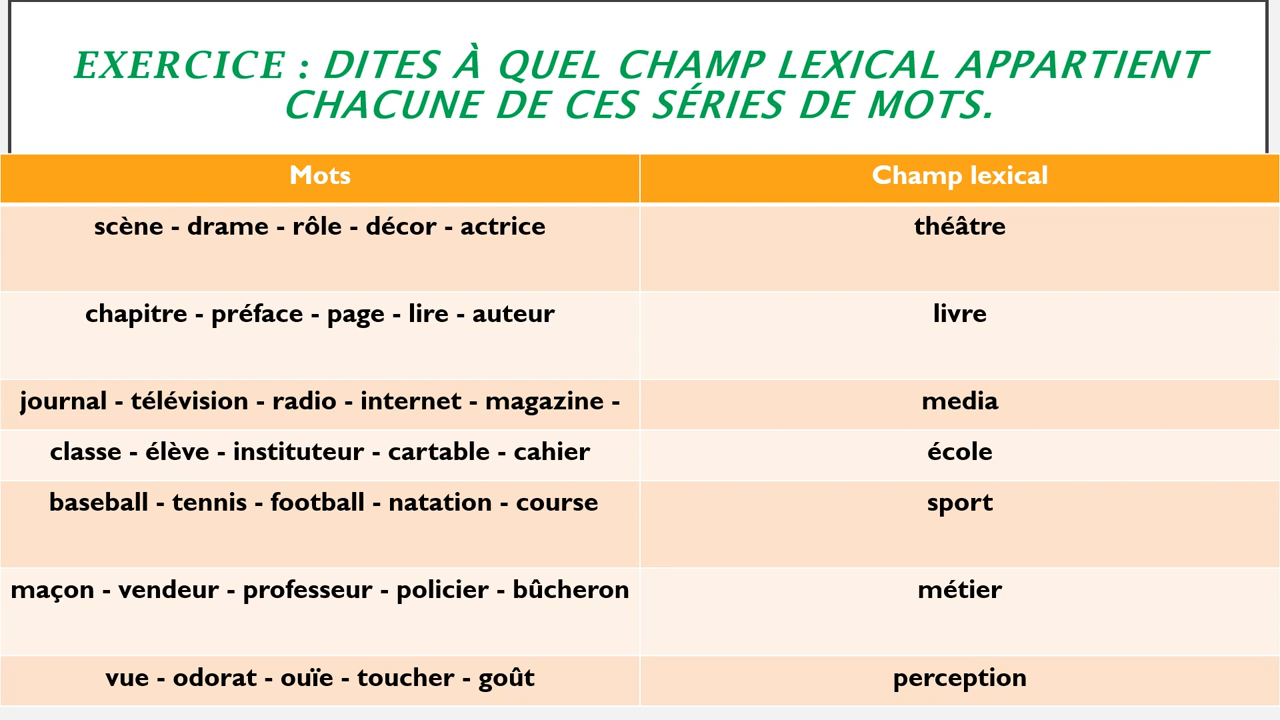 EXERCICE : DITES À QUEL CHAMP LEXICAL APPARTIENT
CHACUNE DE CES SÉRIES DE MOTS.
Mots
Champ lexical
scène - drame - rôle - décor - actrice
théâtre
chapitre - préface - page - lire - auteur
livre
journal - télévision - radio - internet - magazine -
media
classe - élève - instituteur - cartable - cahier
école
baseball - tennis - football - natation - course
sport
maçon - vendeur - professeur - policier - bûcheron
métier
vue - odorat - ouïe - toucher - goût
perception